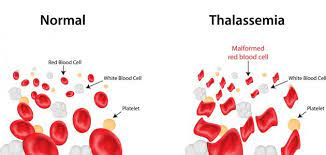 Normal
Red Blood Cell
White Blood Cell
Platelet
Thalassemia
Malformed
red blood cell
White Blood Cell
Platelet